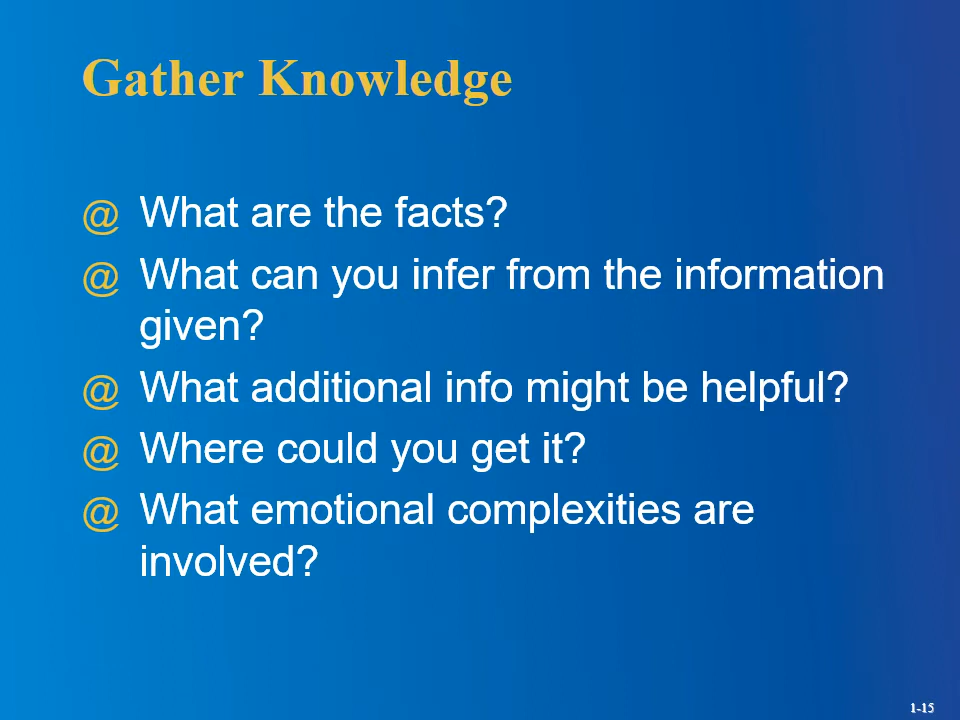 Gather Knowledge
@ What are the facts?
@ What can you infer from the information
given?
@ What additional info might be helpful?
@ Where could you get it?
@ What emotional complexities are
involved?
1-15